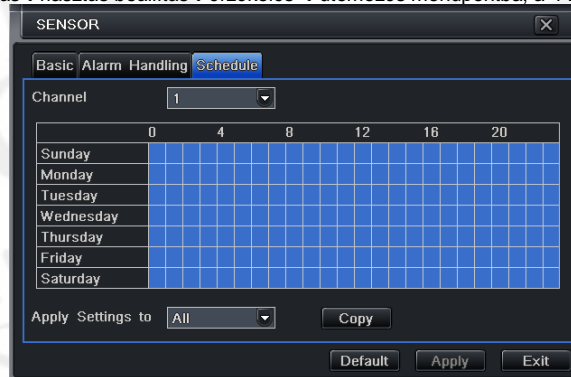 SENSOR
Basic Alarm Handling Schedule
Channel 1
0 4 8 12 16 20
Sunday
Monday
Tuesday
Wednesday
Thursday
Friday
Saturday
Apply Settings to All Copy
Default Apply Exit